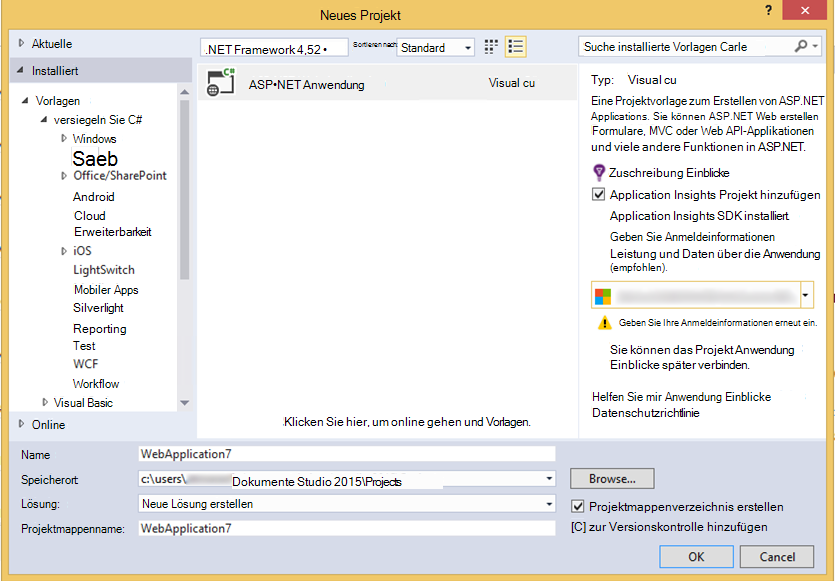 Neues Projekt
?
Aktuelle
.NET Framework 4,52 •
Sortieren nach
Standard
Suche installierte Vorlagen Carle
Installiert
Vorlagen
versiegeln Sie C#
Windows
Saeb
Office/SharePoint
Android
Cloud
Erweiterbarkeit
iOS
LightSwitch
Mobiler Apps
Silverlight
Reporting
Test
WCF
Workflow
Visual Basic
Online
ASP•NET Anwendung
Visual cu
.Klicken Sie hier, um online gehen und Vorlagen.
Typ: Visual cu
Eine Projektvorlage zum Erstellen von ASP.NET
Applications. Sie können ASP.NET Web erstellen
Formulare, MVC oder Web API-Applikationen
und viele andere Funktionen in ASP.NET.
Zuschreibung Einblicke
Application Insights Projekt hinzufügen
Application Insights SDK installiert
Geben Sie Anmeldeinformationen
Leistung und Daten über die Anwendung
(empfohlen).
Geben Sie Ihre Anmeldeinformationen erneut ein.
Sie können das Projekt Anwendung
Einblicke später verbinden.
Helfen Sie mir Anwendung Einblicke
Datenschutzrichtlinie
Name
WebApplication7
Speicherort
c:\users\
Dokumente Studio 2015\Projects
Browse...
Lösung:
Neue Lösung erstellen
Projektmappenverzeichnis erstellen
Projektmappenname:
WebApplication7
[C] zur Versionskontrolle hinzufügen
OK
Cancel